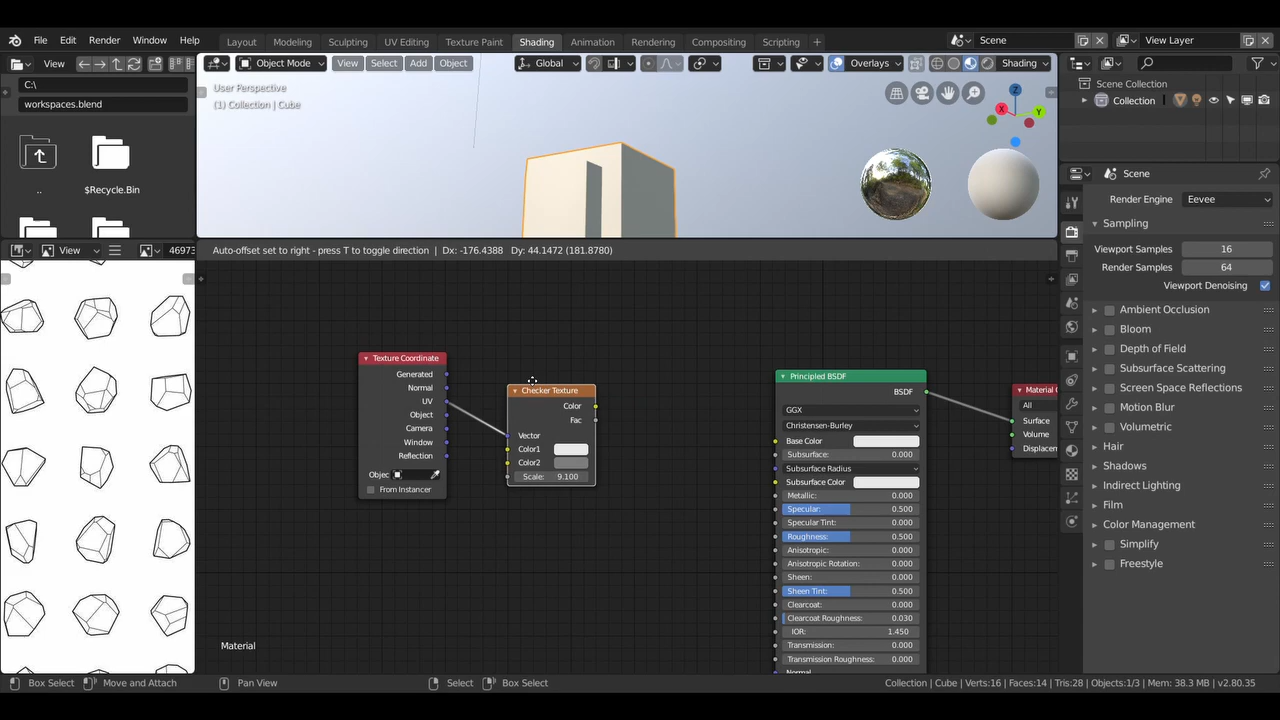 File Edit Render Window Help Layout Modeling Sculpting UV Editing Texture Paint Shading Animation Rendering Compositing Scripting + Scene View Layer
View Object Mode View Select Add Object Global Overlays Shading
C:\
workspaces.blend
..
$Recycle.Bin
View 46973
User Perspective
(1) Collection | Cube
Z
X
Y
Auto-offset set to right - press T to toggle direction | Dx: -176.4388 Dy: 44.1472 (181.8780)
Texture Coordinate
Generated
Normal
UV
Object
Camera
Window
Reflection
Objec
From Instancer
Checker Texture
Color
Fac
Vector
Color1
Color2
Scale: 9.100
Principled BSDF
BSDF
GGX
Christensen-Burley
Base Color
Subsurface: 0.000
Subsurface Radius
Subsurface Color
Metallic: 0.000
Specular: 0.500
Specular Tint: 0.000
Roughness: 0.500
Anisotropic: 0.000
Anisotropic Rotation: 0.000
Sheen: 0.000
Sheen Tint: 0.500
Clearcoat: 0.000
Clearcoat Roughness: 0.030
IOR: 1.450
Transmission: 0.000
Transmission Roughness: 0.000
Normal
Material O
All
Surface
Volume
Displacem
Material
Scene Collection
Collection
Scene
Render Engine Eevee
Sampling
Viewport Samples 16
Render Samples 64
Viewport Denoising
Ambient Occlusion
Bloom
Depth of Field
Subsurface Scattering
Screen Space Reflections
Motion Blur
Volumetric
Hair
Shadows
Indirect Lighting
Film
Color Management
Simplify
Freestyle
Box Select Move and Attach Pan View Select Box Select Collection | Cube | Verts:16 | Faces:14 | Tris:28 | Objects:1/3 | Mem: 38.3 MB | v2.80.35